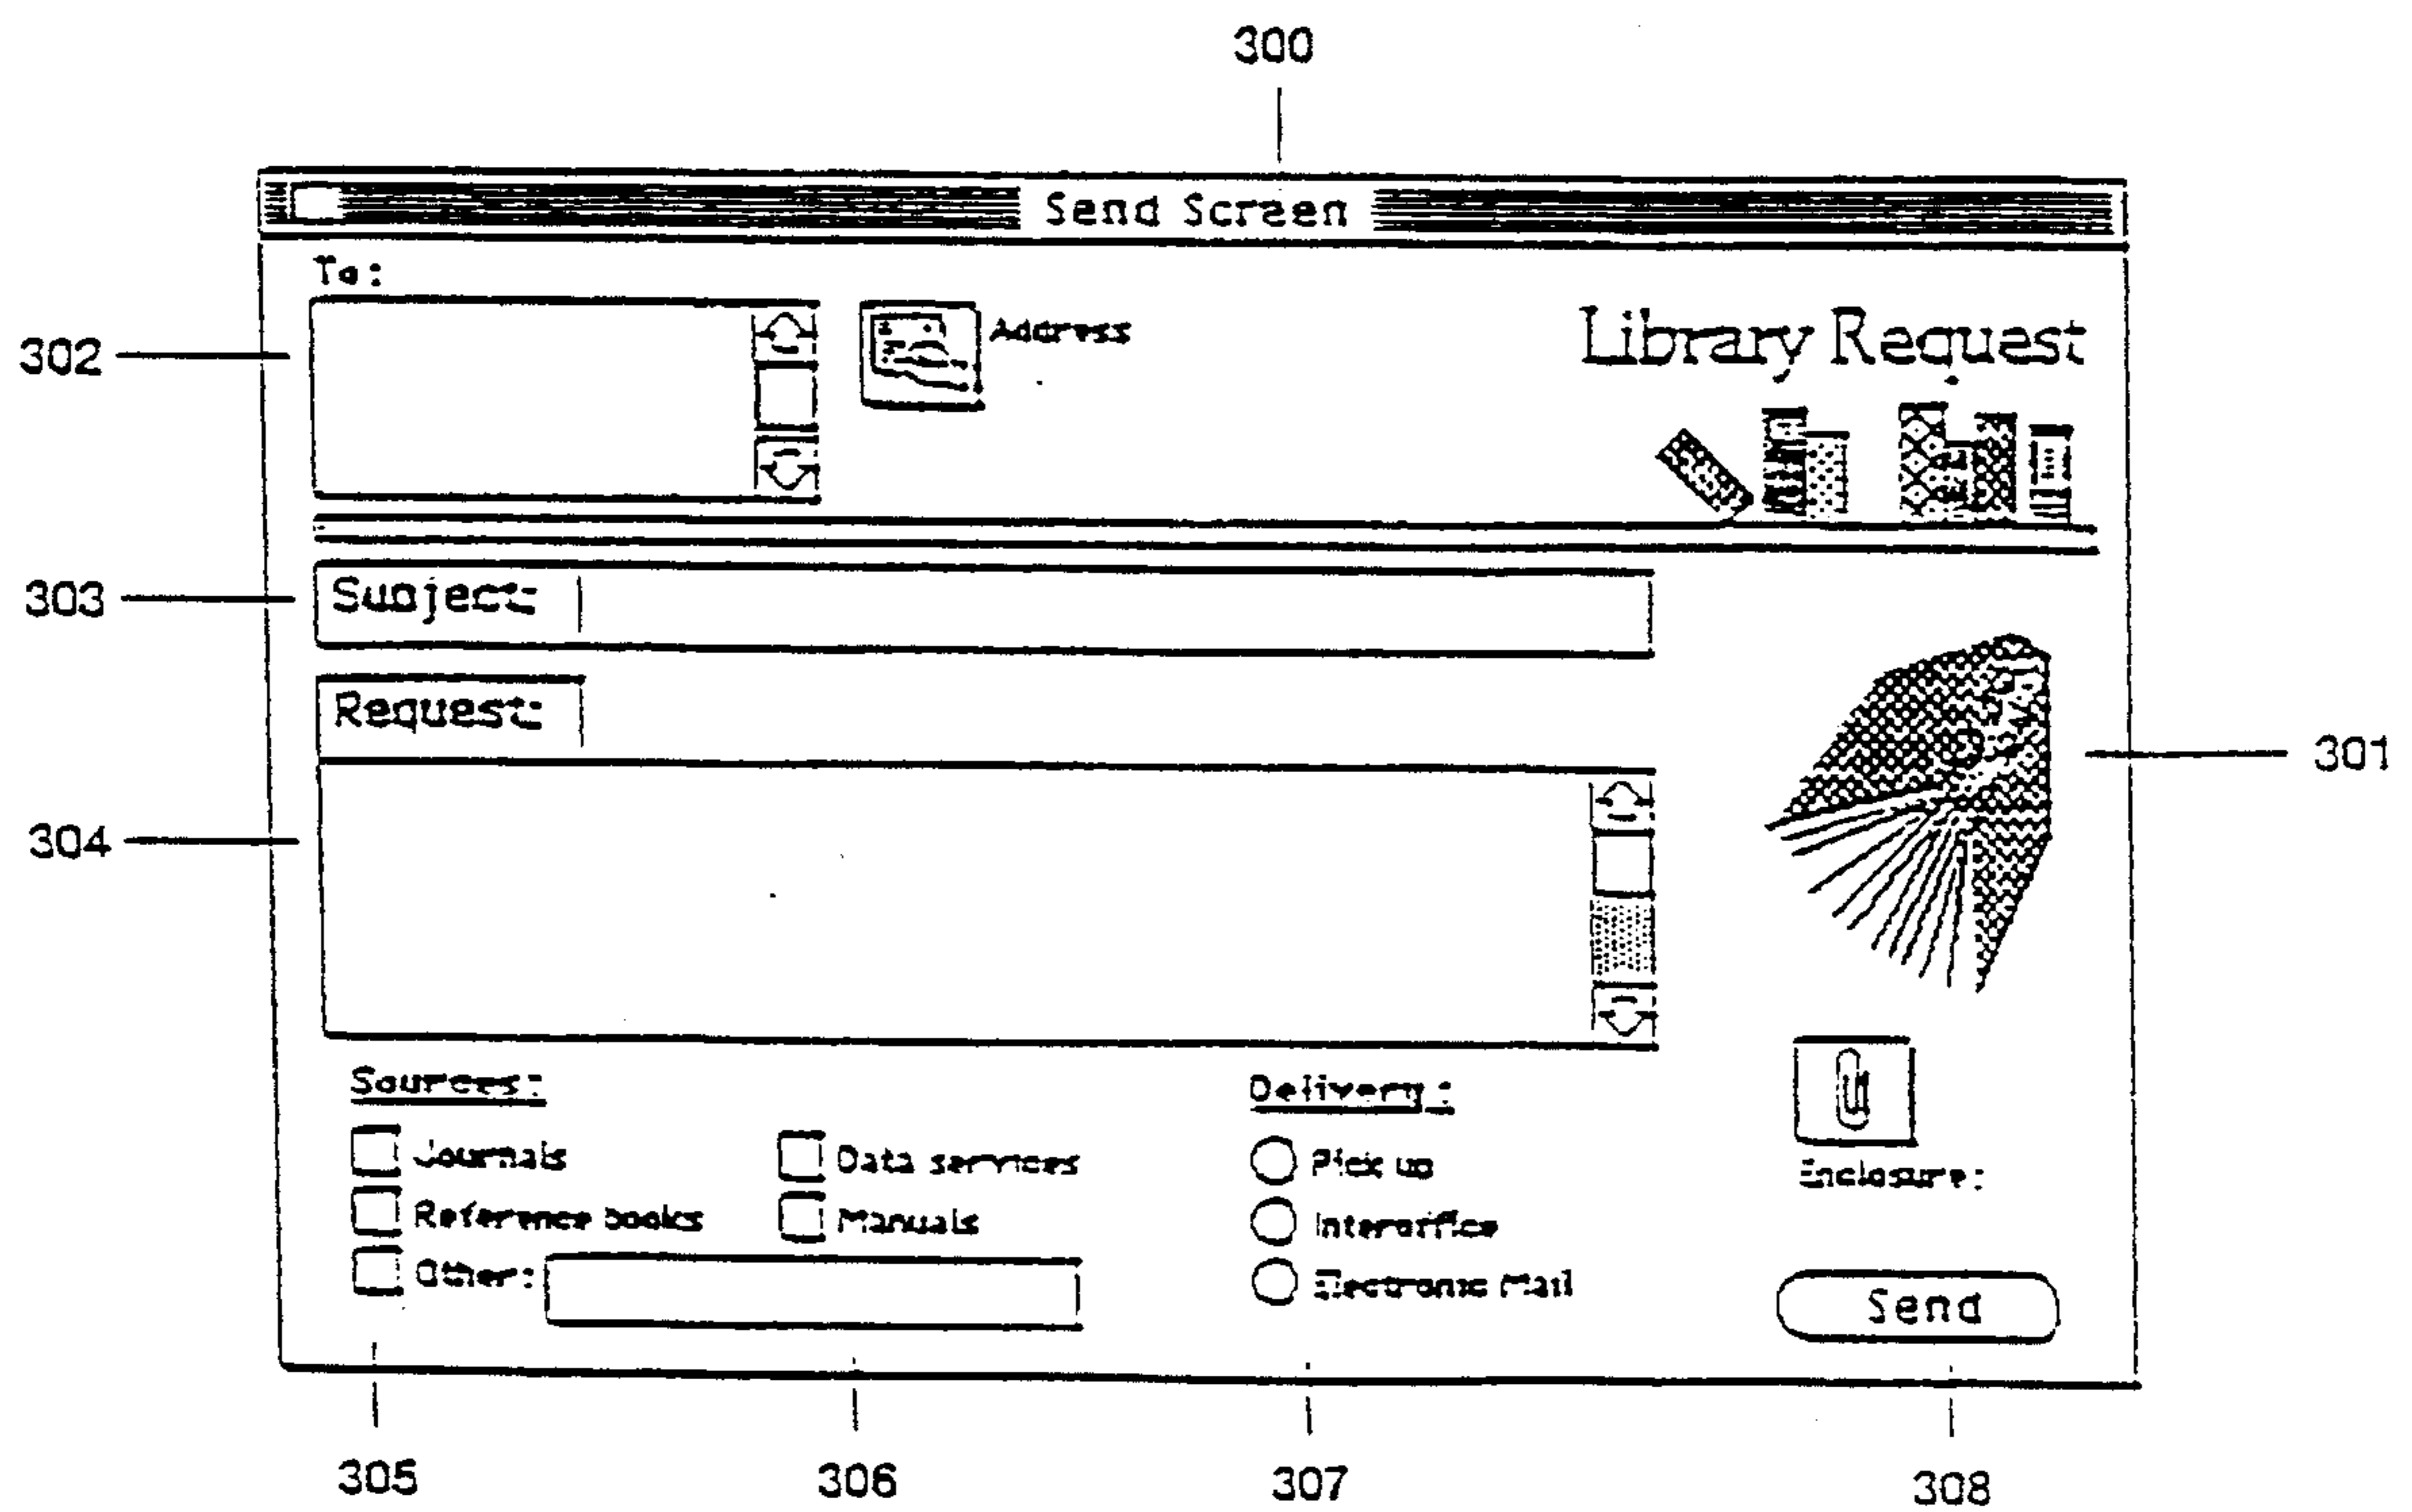 300
Send Screen
To:
Address
Library Request
302
303
Subject:
Request:
301
304
Sources:
Delivery:
Journals
Data services
Pick up
Enclosure:
Reference books
Manuals
Interoffice
Other:
Electronic Mail
Send
305
306
307
308